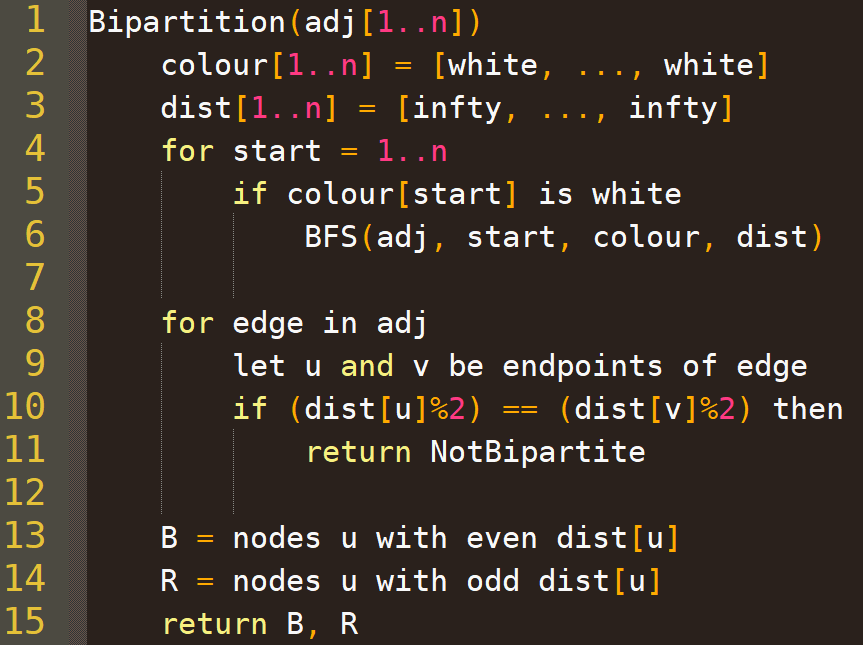 1 Bipartition(adj[1..n])
2     colour[1..n] = [white, ..., white]
3     dist[1..n] = [infty, ..., infty]
4     for start = 1..n
5         if colour[start] is white
6             BFS(adj, start, colour, dist)
7
8     for edge in adj
9         let u and v be endpoints of edge
10         if (dist[u]%2) == (dist[v]%2) then
11             return NotBipartite
12
13     B = nodes u with even dist[u]
14     R = nodes u with odd dist[u]
15     return B, R